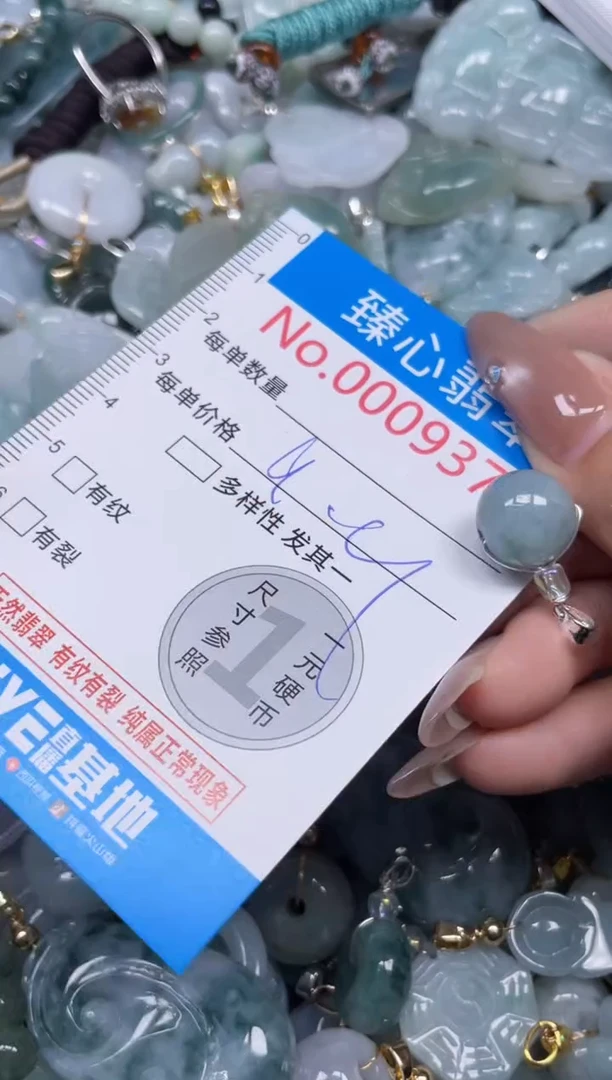 0
1
2
3
4
5
6
臻心翡
No.000937
每单数量
每单价格
多样性发其一
有纹
有裂
尺寸参照
1
一元硬币
天然翡翠 有纹有裂 纯属正常现象
直播基地